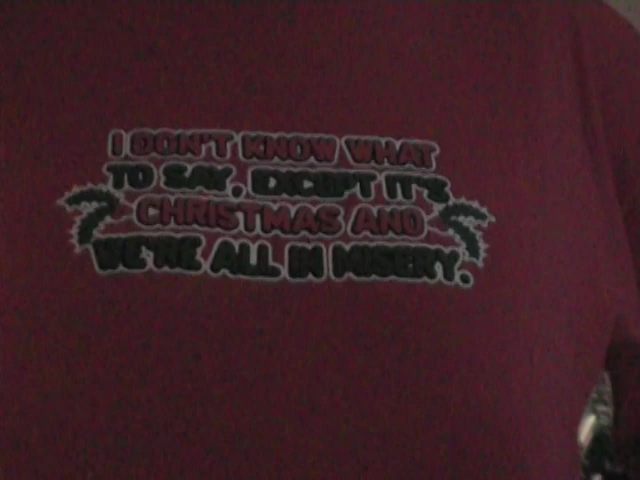 I DON'T KNOW WHAT
TO SAY, EXCEPT IT'S
CHRISTMAS AND
WE'RE ALL IN MISERY.